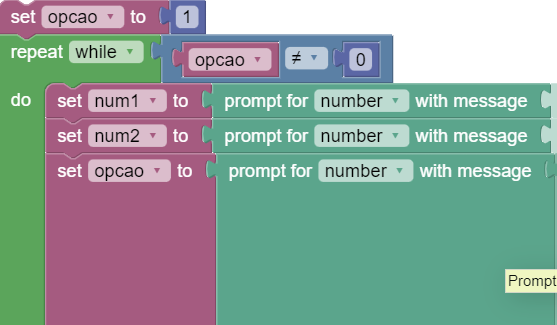 set opcao to 1
repeat while opcao ≠ 0
do set num1 to prompt for number with message
set num2 to prompt for number with message
set opcao to prompt for number with message
Prompt